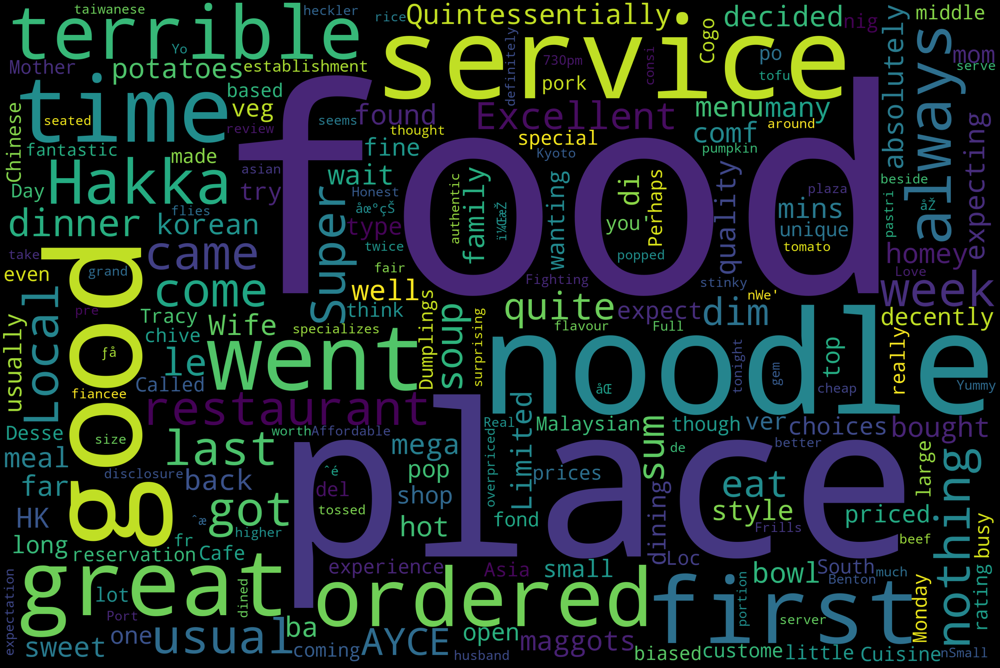 taiwanese
heckler
rice
Quintessentially
decided
nig
middle
terrible
service
Cogo
absolutely
always
mom
serve
Yo
Mother
potatoes
establishment
definitely
730pm
consi
po
tofu
pork
time
food
based
veg
found
Excellent
menu
many
expecting
Chinese
seated
review
seems
thought
special
comf
around
fantastic
made
fine
Kyoto
pumpkin
Hakka
asian
wait
Day
try
super
Honest
authentic
family
wanting
di
Perhaps
quality
plaza
beside
flies
åœ°çŠ
ï¼ŒæŽ
mins
pastri
åŽ
dinner
korean
type
you'
unique
good
came
twice
popped
tomato
homey
take
even
grand
fair
Fighting
stinky
Love
week
Local
come
well
nWe'
pre
Tracy
Wife
think
Dumplings
soup
surprising
quite
expect
dim
decently
usually
chive
specializes
flavour
Full
really
went
noodle
ƒå
le
tonight
gem
top
Called
åŒ
cheap
Yummy
fiancee
restaurant
Limited
Desse
size
last
worth
Affordable
Real
Malaysian
sum
though
ver
choices
bought
place
meal
mega
overpriced
de
better
nothing
disclosure
back
ˆé
pop
prices
far
del
shop
dining
eat
large
HK
ˆæ
got
tossed
hot
fond
style
priced
busy
higher
Frills
long
fr
beef
reservation
Cafe
great
experience
Asia
small
Loc
bowl
South
much
Benton
expectation
lot
dined
ordered
first
portion
Monday
rating
Port
server
one
usual
ba
AYCE
open
maggots
sweet
coming
husband
biased
custome
little
Cuisine
nSmall